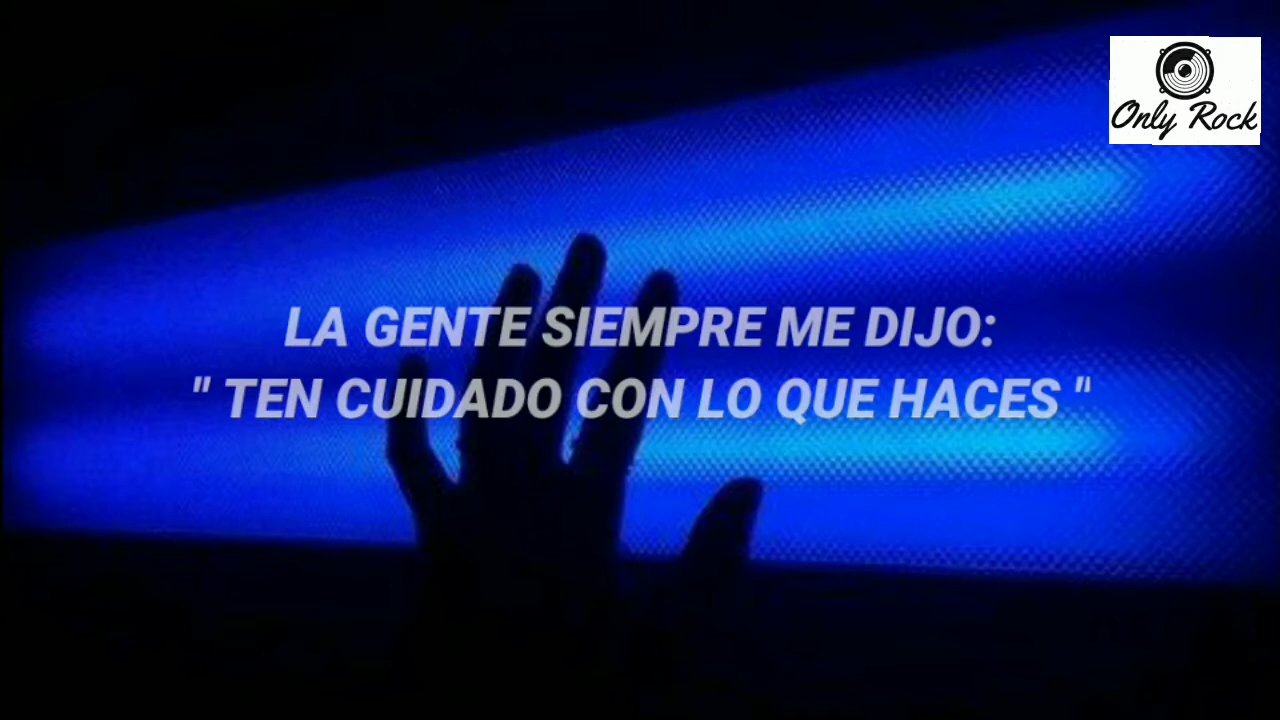 Only Rock
LA GENTE SIEMPRE ME DIJO:
" TEN CUIDADO CON LO QUE HACES "